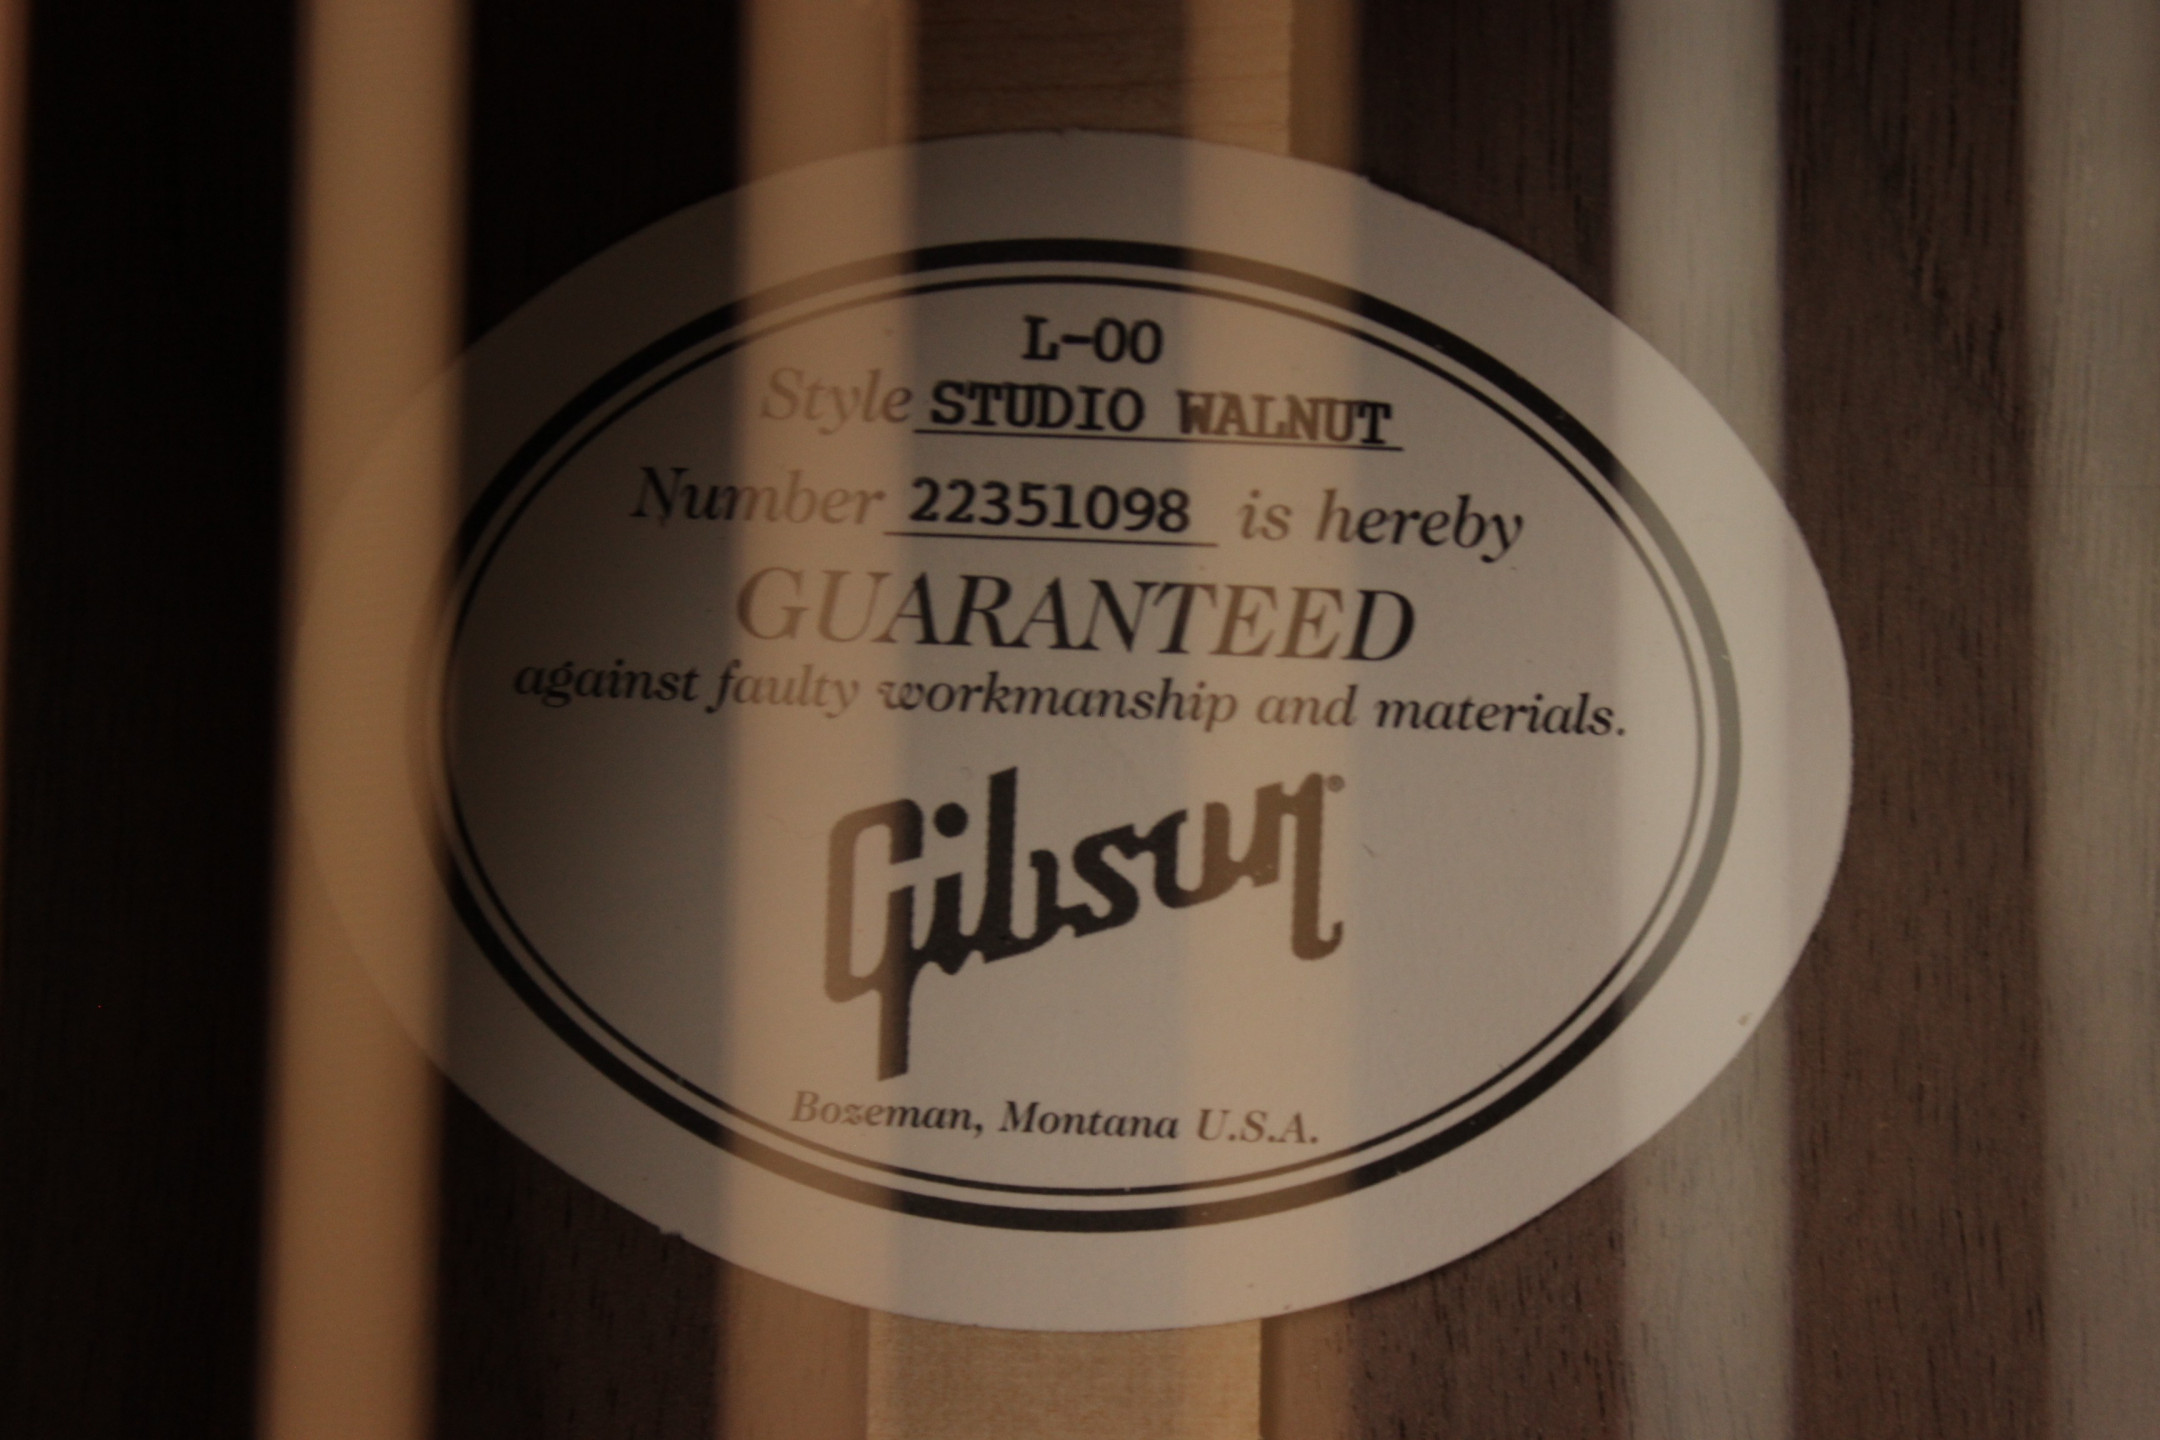 L-00
Style STUDIO WALNUT
Number 22351098 is hereby
GUARANTEED
against faulty workmanship and materials.
Gibson®
Bozeman, Montana U.S.A.